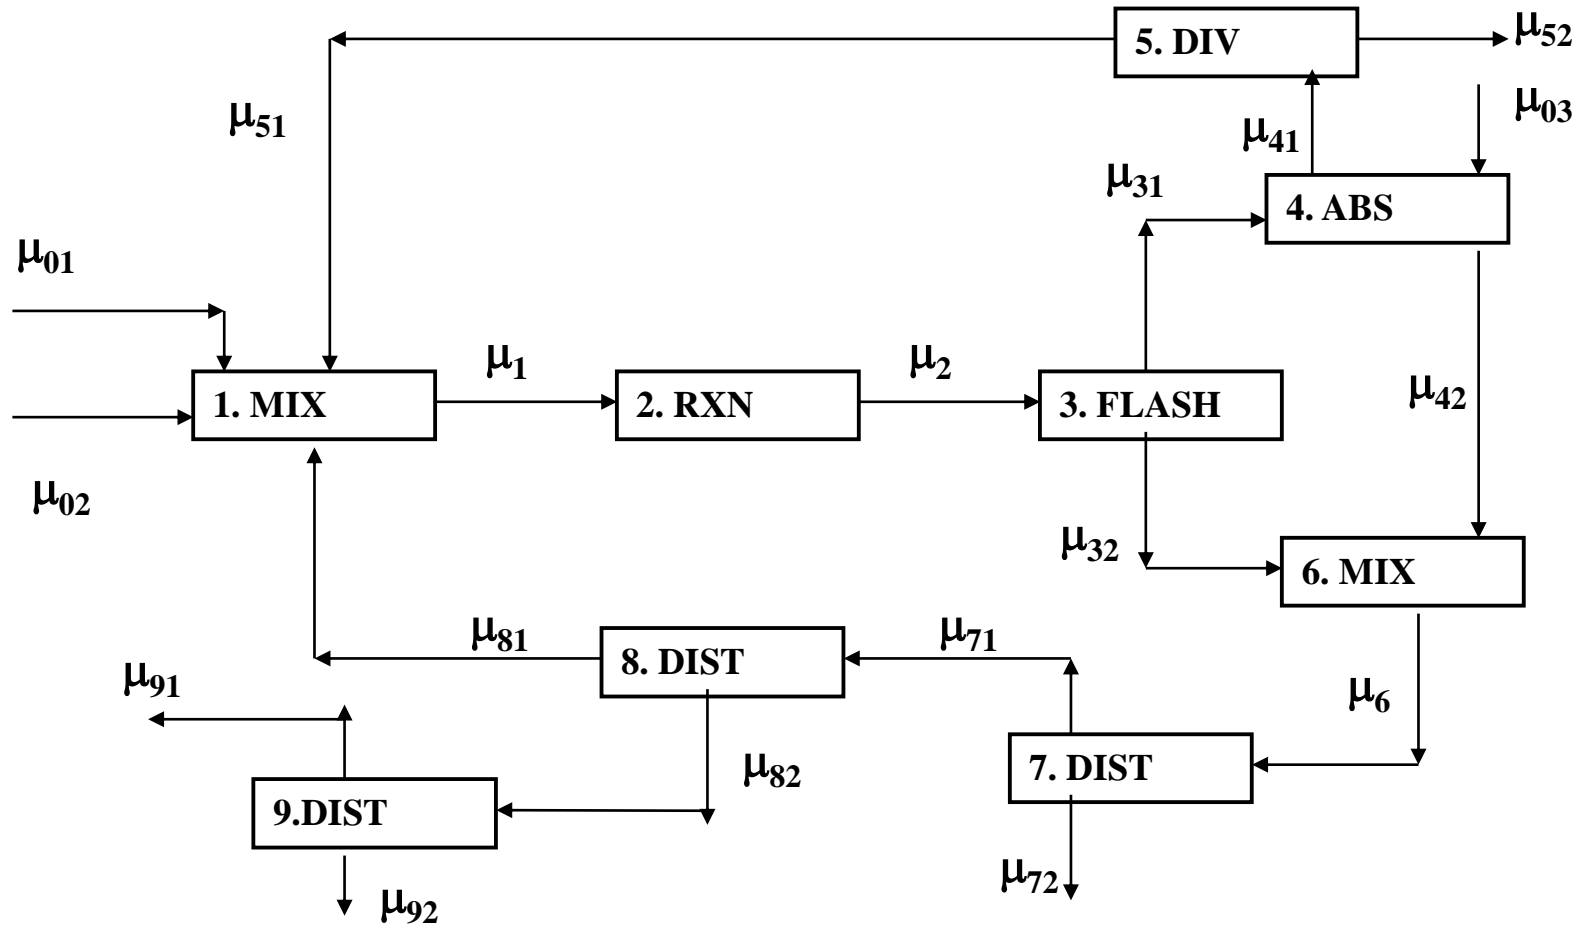 5. DIV
μ52
μ51
μ41
μ03
μ31
4. ABS
μ01
μ1
μ2
μ42
1. MIX
2. RXN
3. FLASH
μ02
μ32
6. MIX
μ81
μ71
8. DIST
μ91
μ6
μ82
7. DIST
9.DIST
μ72
μ92